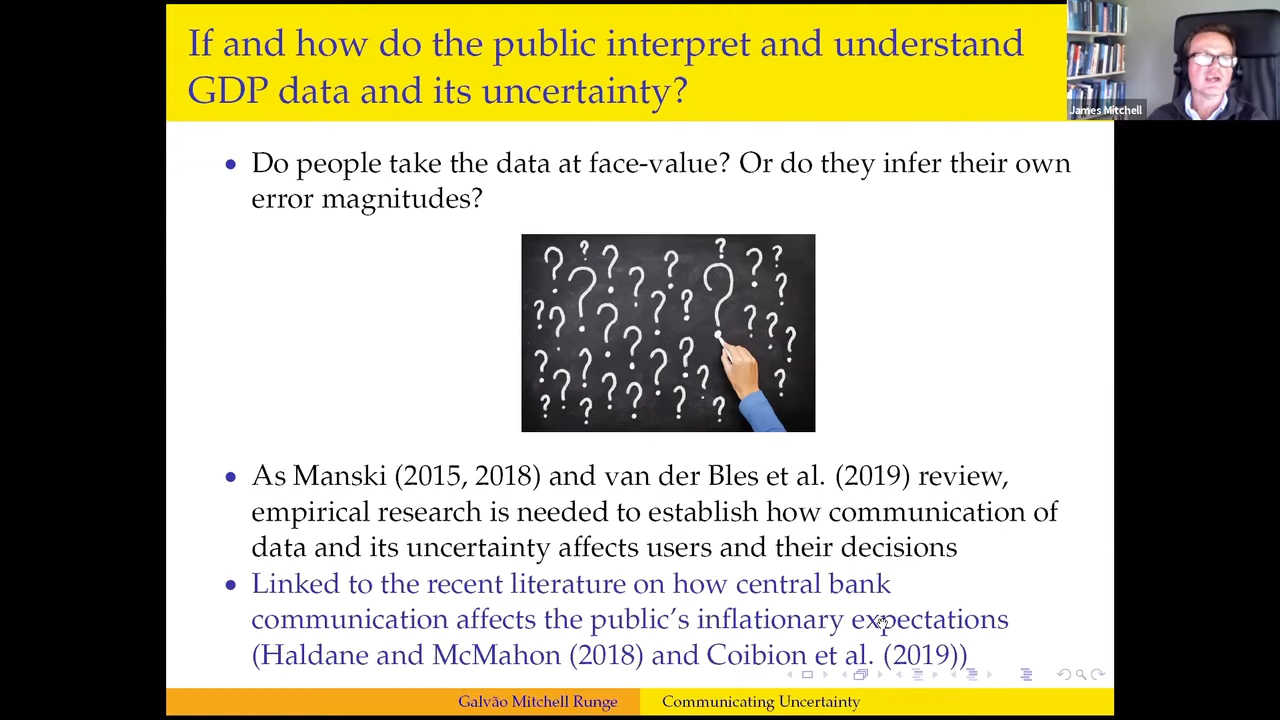 If and how do the public interpret and understand
GDP data and its uncertainty?
James Mitchell
• Do people take the data at face-value? Or do they infer their own
error magnitudes?
• As Manski (2015, 2018) and van der Bles et al. (2019) review,
empirical research is needed to establish how communication of
data and its uncertainty affects users and their decisions
• Linked to the recent literature on how central bank
communication affects the public's inflationary expectations
(Haldane and McMahon (2018) and Coibion et al. (2019))
Galvão Mitchell Runge
Communicating Uncertainty